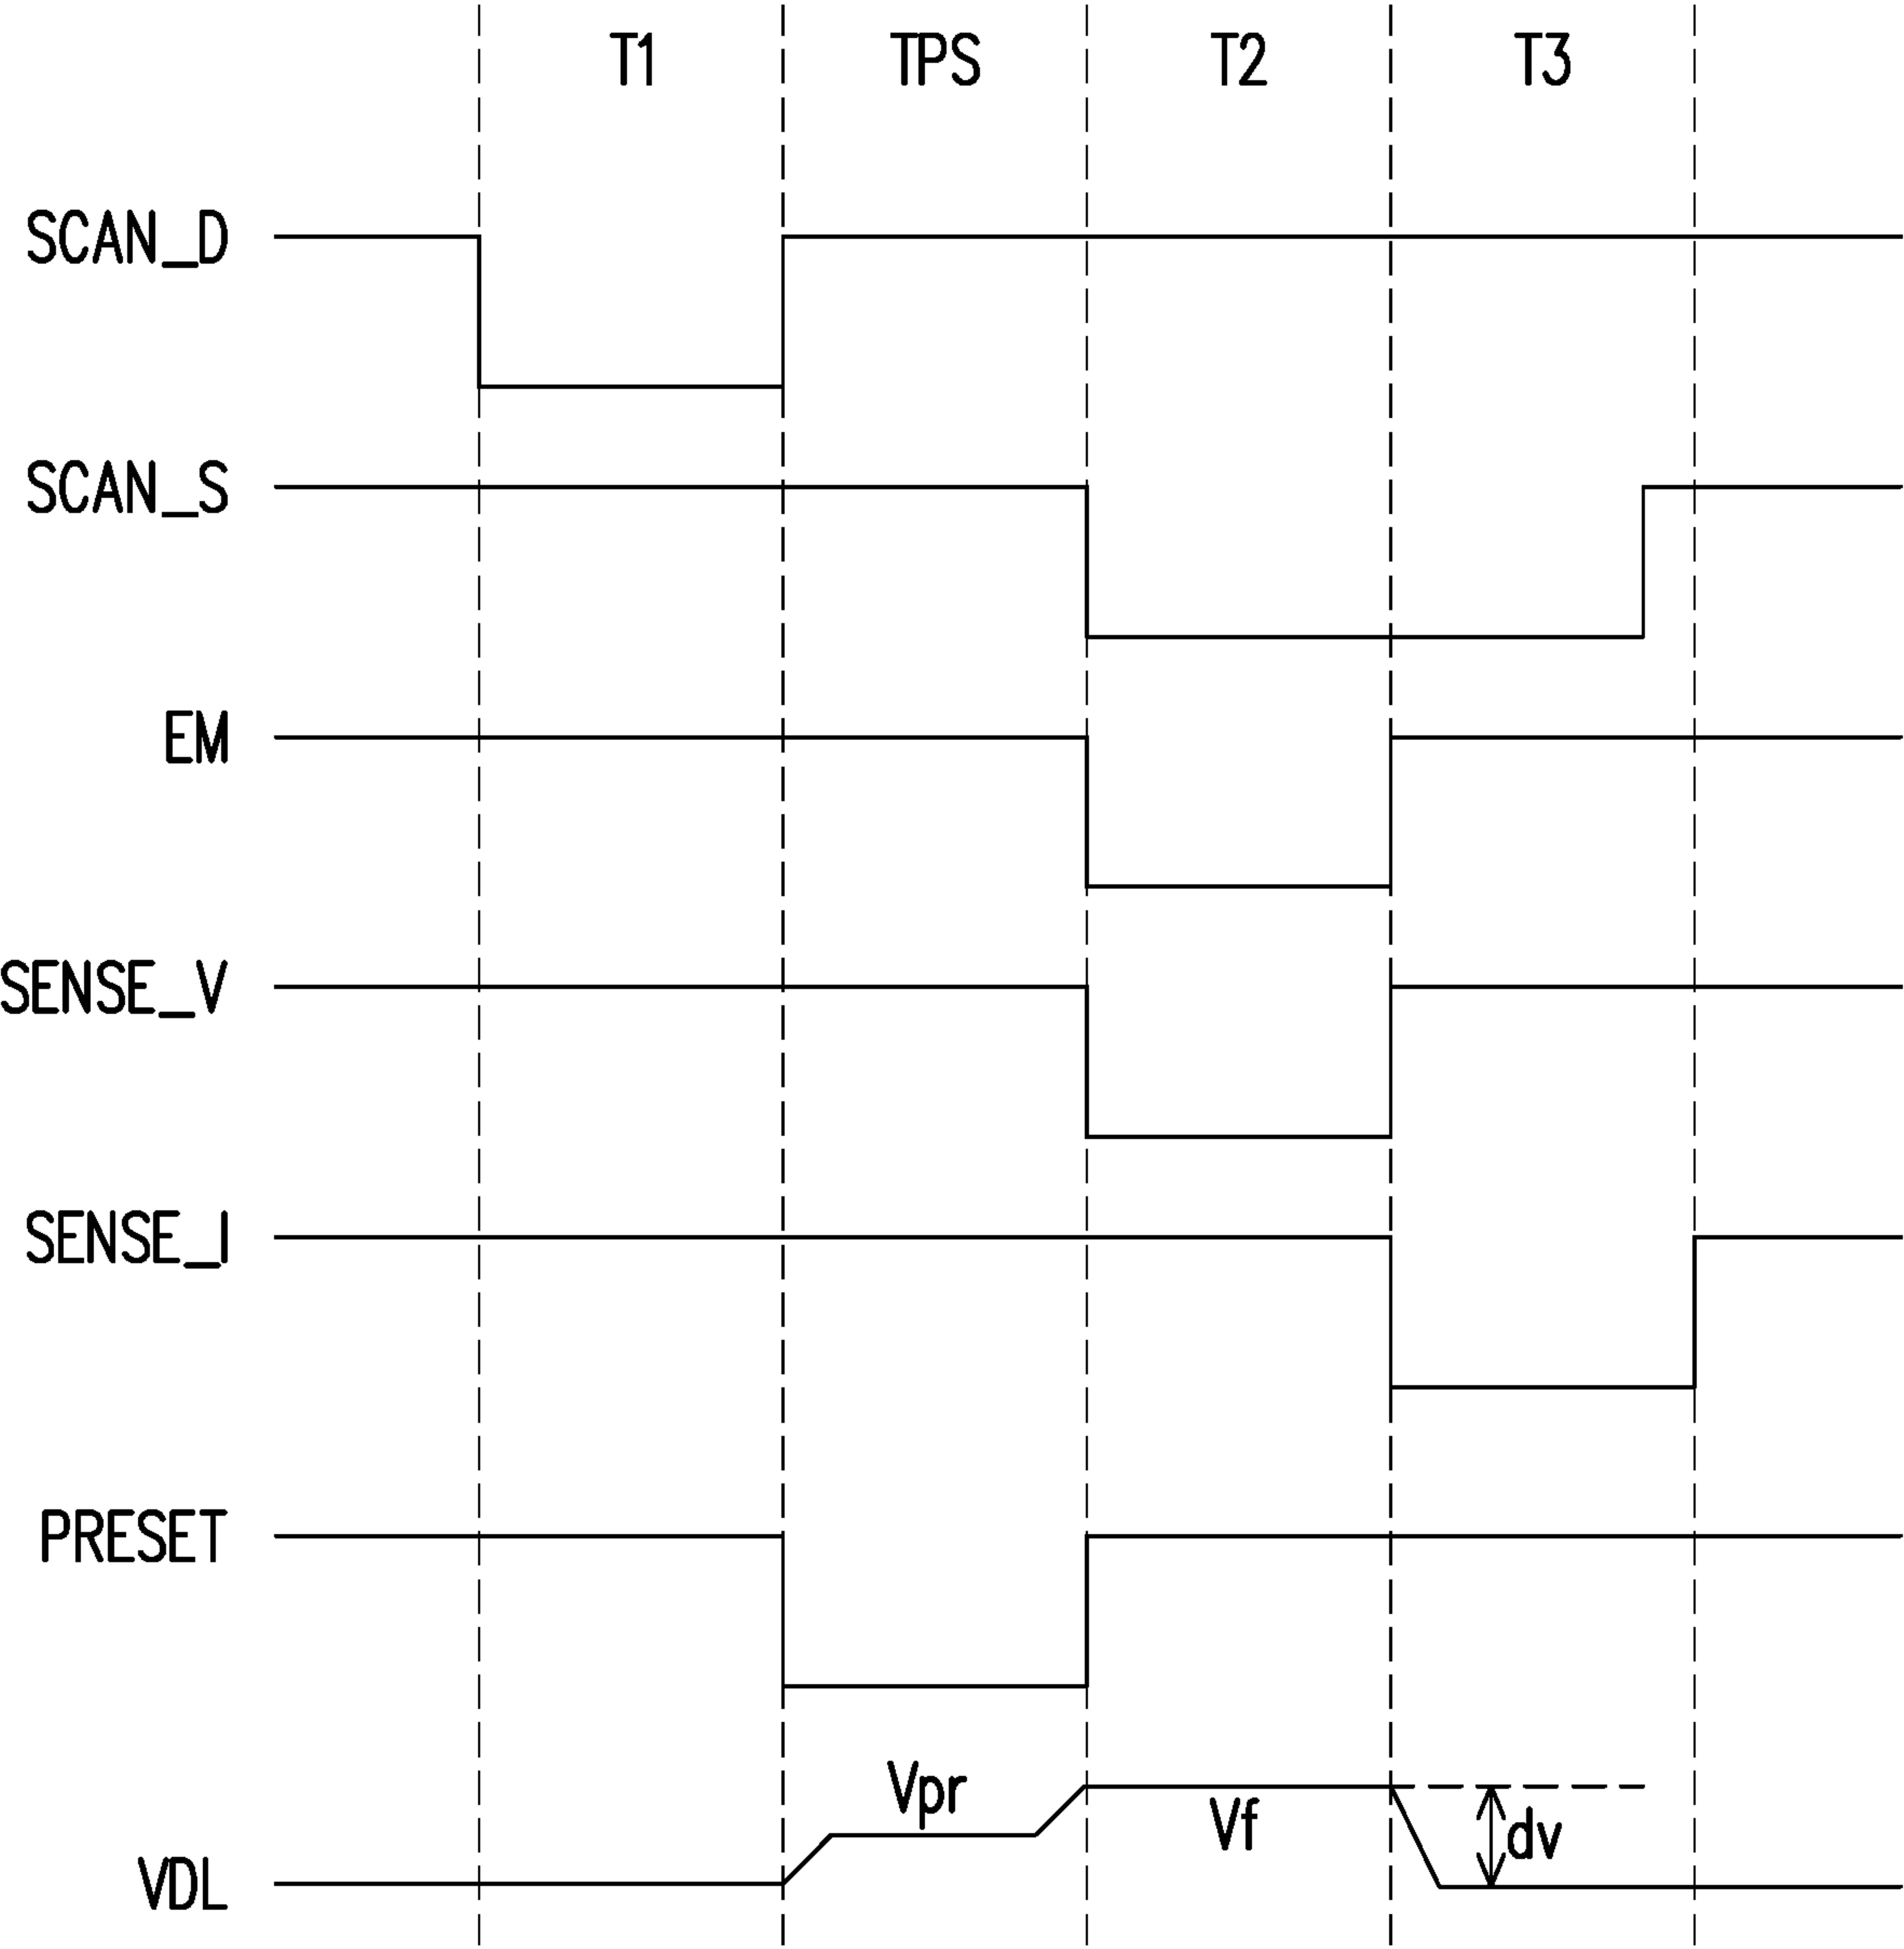 T1 TPS T2 T3
SCAN_D
SCAN_S
EM
SENSE_V
SENSE_I
PRESET
Vpr
Vf
dv
VDL